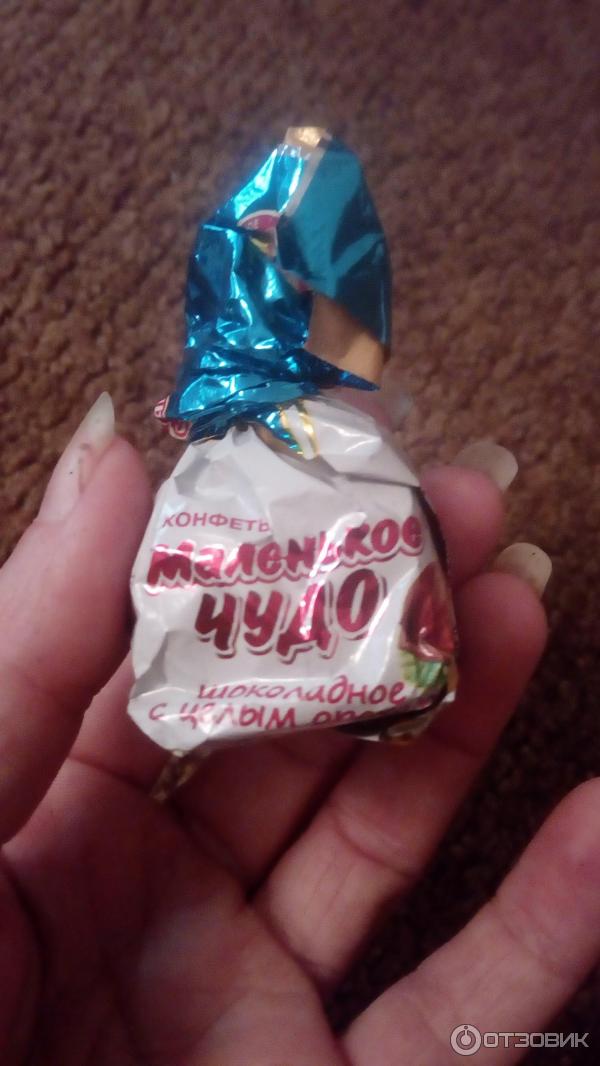 КОНФЕТЫ
Маленькое
ЧУДО
шоколадное
с целым
ОТЗОВИК